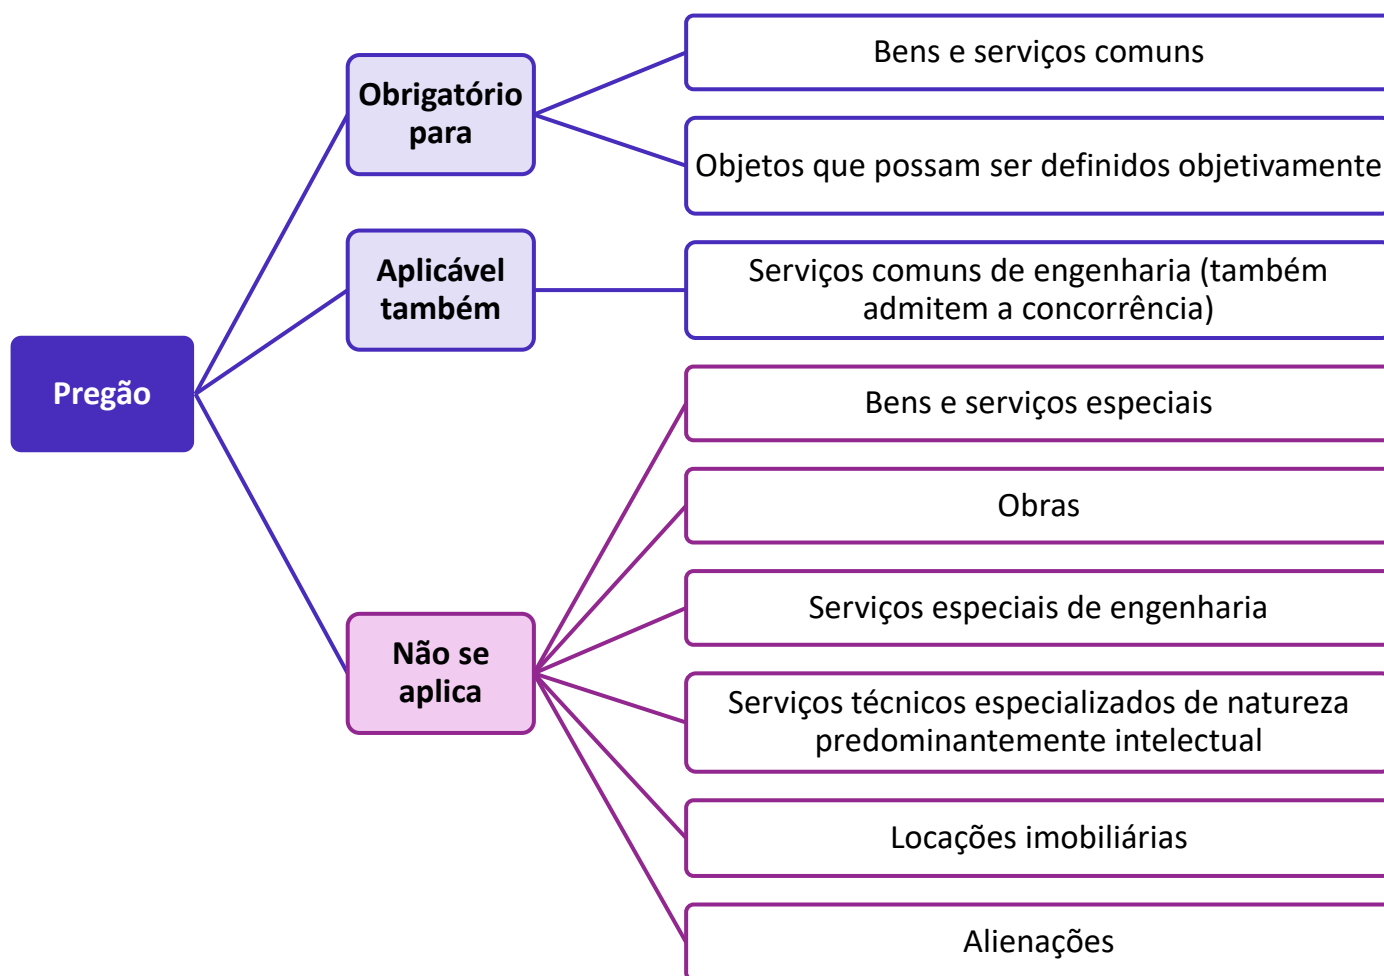 Pregão
Obrigatório
para
Bens e serviços comuns
Objetos que possam ser definidos objetivamente
Aplicável
também
Serviços comuns de engenharia (também
admitem a concorrência)
Não se
aplica
Bens e serviços especiais
Obras
Serviços especiais de engenharia
Serviços técnicos especializados de natureza
predominantemente intelectual
Locações imobiliárias
Alienações